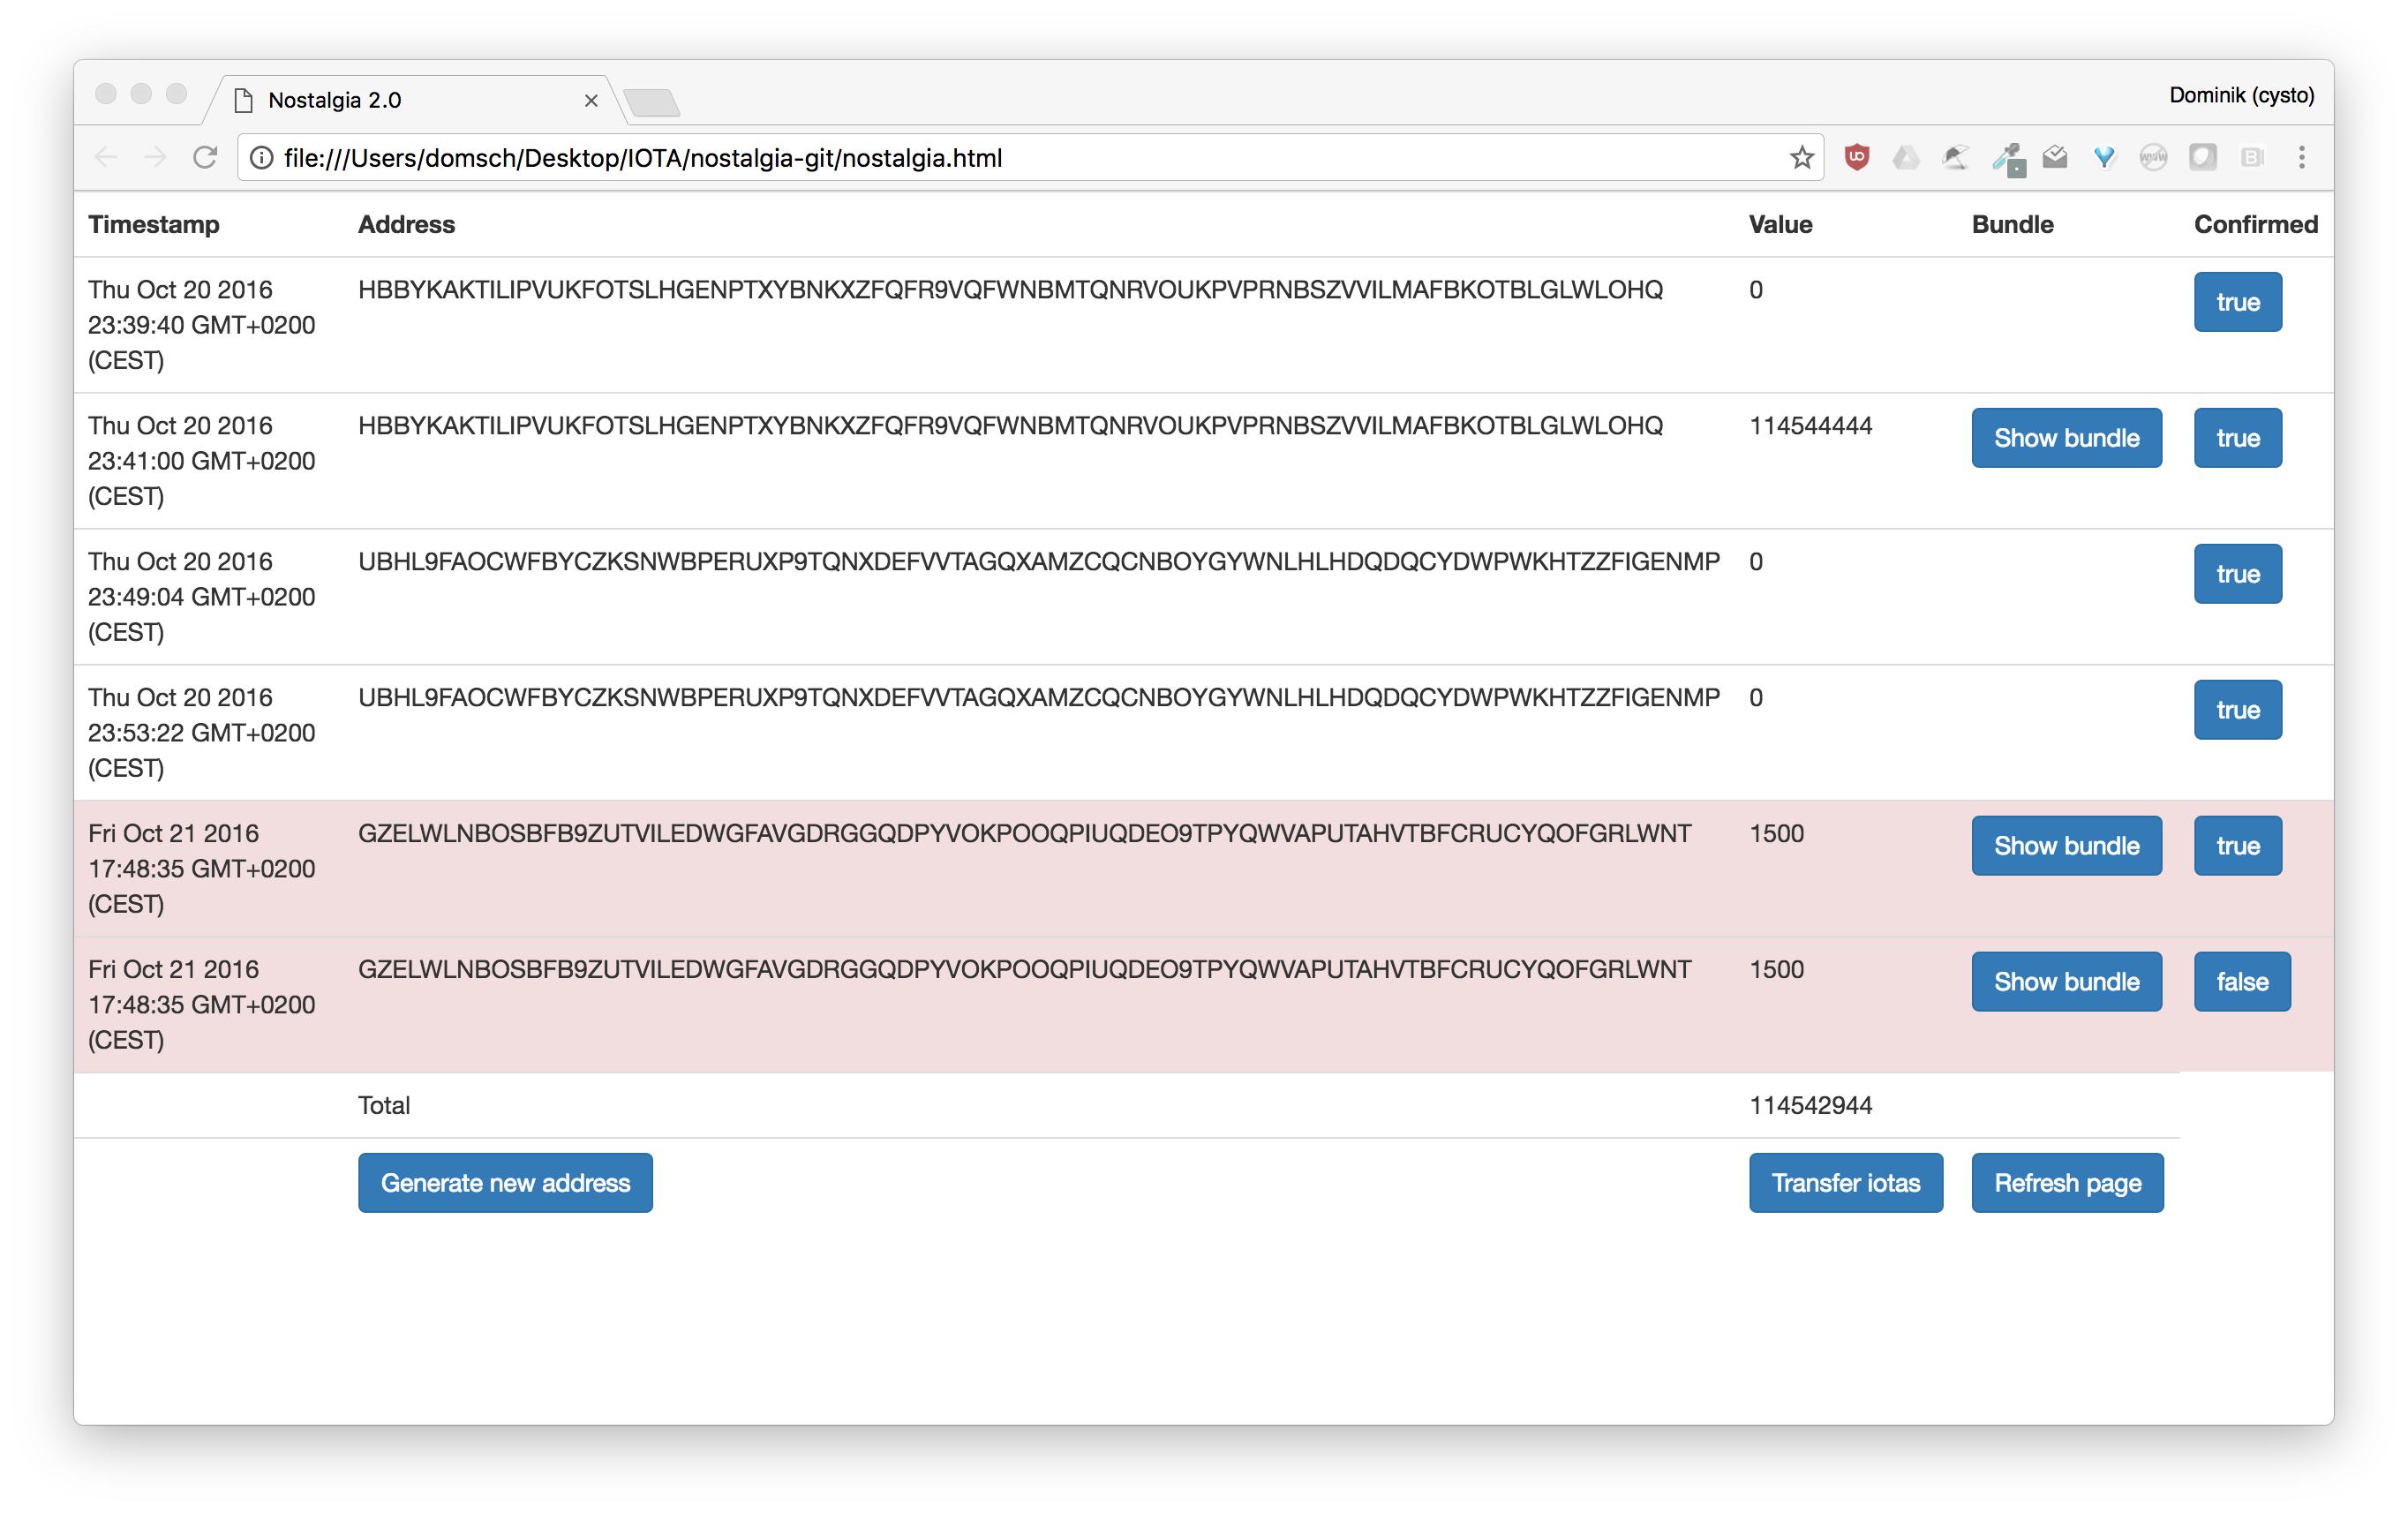 Nostalgia 2.0
Dominik (cysto)
file:///Users/domsch/Desktop/IOTA/nostalgia-git/nostalgia.html
Timestamp Address Value Bundle Confirmed
Thu Oct 20 2016 HBBYKAKTILIPVUKFOTSLHGENPTXYBNKXZFQFR9VQFWNBMTQNRVOUKPVPRNBSZVVILMAFBKOTBLGLWLOHQ 0 true
23:39:40 GMT+0200
(CEST)
Thu Oct 20 2016 HBBYKAKTILIPVUKFOTSLHGENPTXYBNKXZFQFR9VQFWNBMTQNRVOUKPVPRNBSZVVILMAFBKOTBLGLWLOHQ 114544444 Show bundle true
23:41:00 GMT+0200
(CEST)
Thu Oct 20 2016 UBHL9FAOCWFBYCZKSNWBPERUXP9TQNXDEFVVTAGQXAMZCQCNBOYGYWNLHLHDQDQCYDWPWKHTZZFIGENMP 0 true
23:49:04 GMT+0200
(CEST)
Thu Oct 20 2016 UBHL9FAOCWFBYCZKSNWBPERUXP9TQNXDEFVVTAGQXAMZCQCNBOYGYWNLHLHDQDQCYDWPWKHTZZFIGENMP 0 true
23:53:22 GMT+0200
(CEST)
Fri Oct 21 2016 GZELWLNBOSBFB9ZUTVILEDWGFAVGDRGGQDPYVOKPOOQPIUQDEO9TPYQWVAPUTAHVTBFCRUCYQOFGRLWNT 1500 Show bundle true
17:48:35 GMT+0200
(CEST)
Fri Oct 21 2016 GZELWLNBOSBFB9ZUTVILEDWGFAVGDRGGQDPYVOKPOOQPIUQDEO9TPYQWVAPUTAHVTBFCRUCYQOFGRLWNT 1500 Show bundle false
17:48:35 GMT+0200
(CEST)
Total 114542944
Generate new address Transfer iotas Refresh page